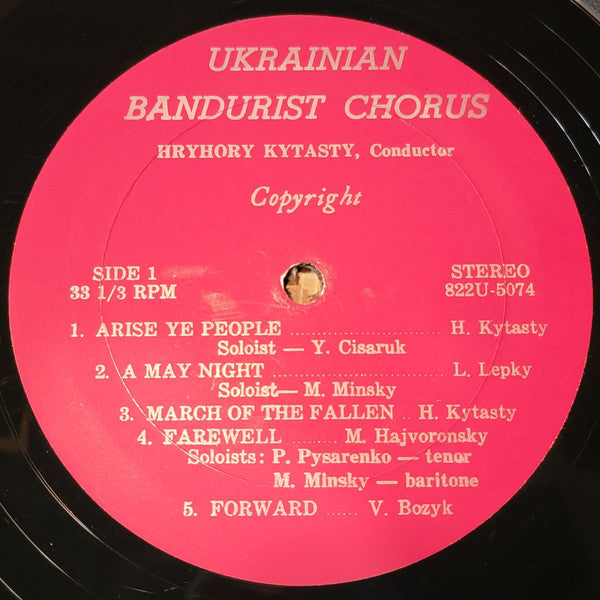 UKRAINIAN
BANDURIST CHORUS
HRYHORY KYTASTY, Conductor
Copyright
SIDE 1 STEREO
33 1/3 RPM 822U-5074
1. ARISE YE PEOPLE ........................... H. Kytasty
Soloist — Y. Cisaruk
2. A MAY NIGHT ............................. L. Lepky
Soloist— M. Minsky
3. MARCH OF THE FALLEN .. H. Kytasty
4. FAREWELL ........ M. Hajvoronsky
Soloists: P. Pysarenko — tenor
M. Minsky — baritone
5. FORWARD ...... V. Bozyk